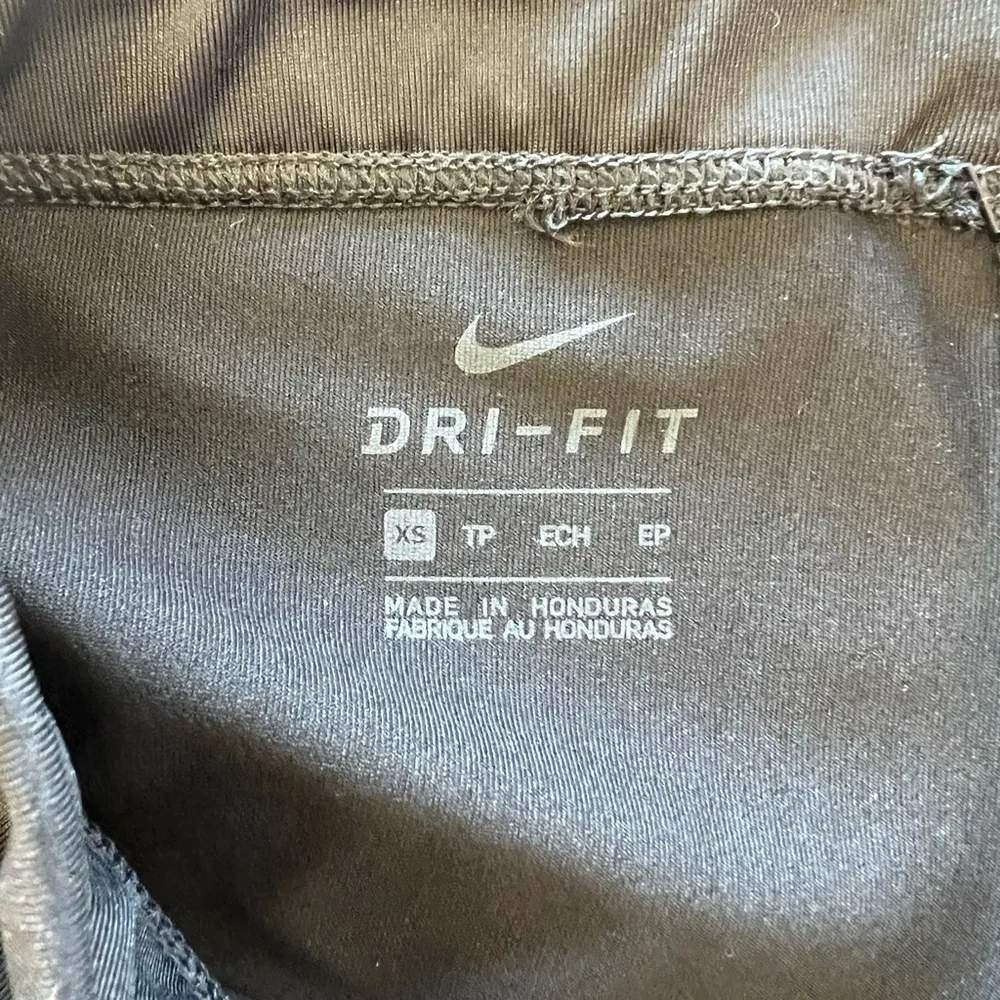 DRI-FIT
XS TP ECH EP
MADE IN HONDURAS
FABRIQUE AU HONDURAS